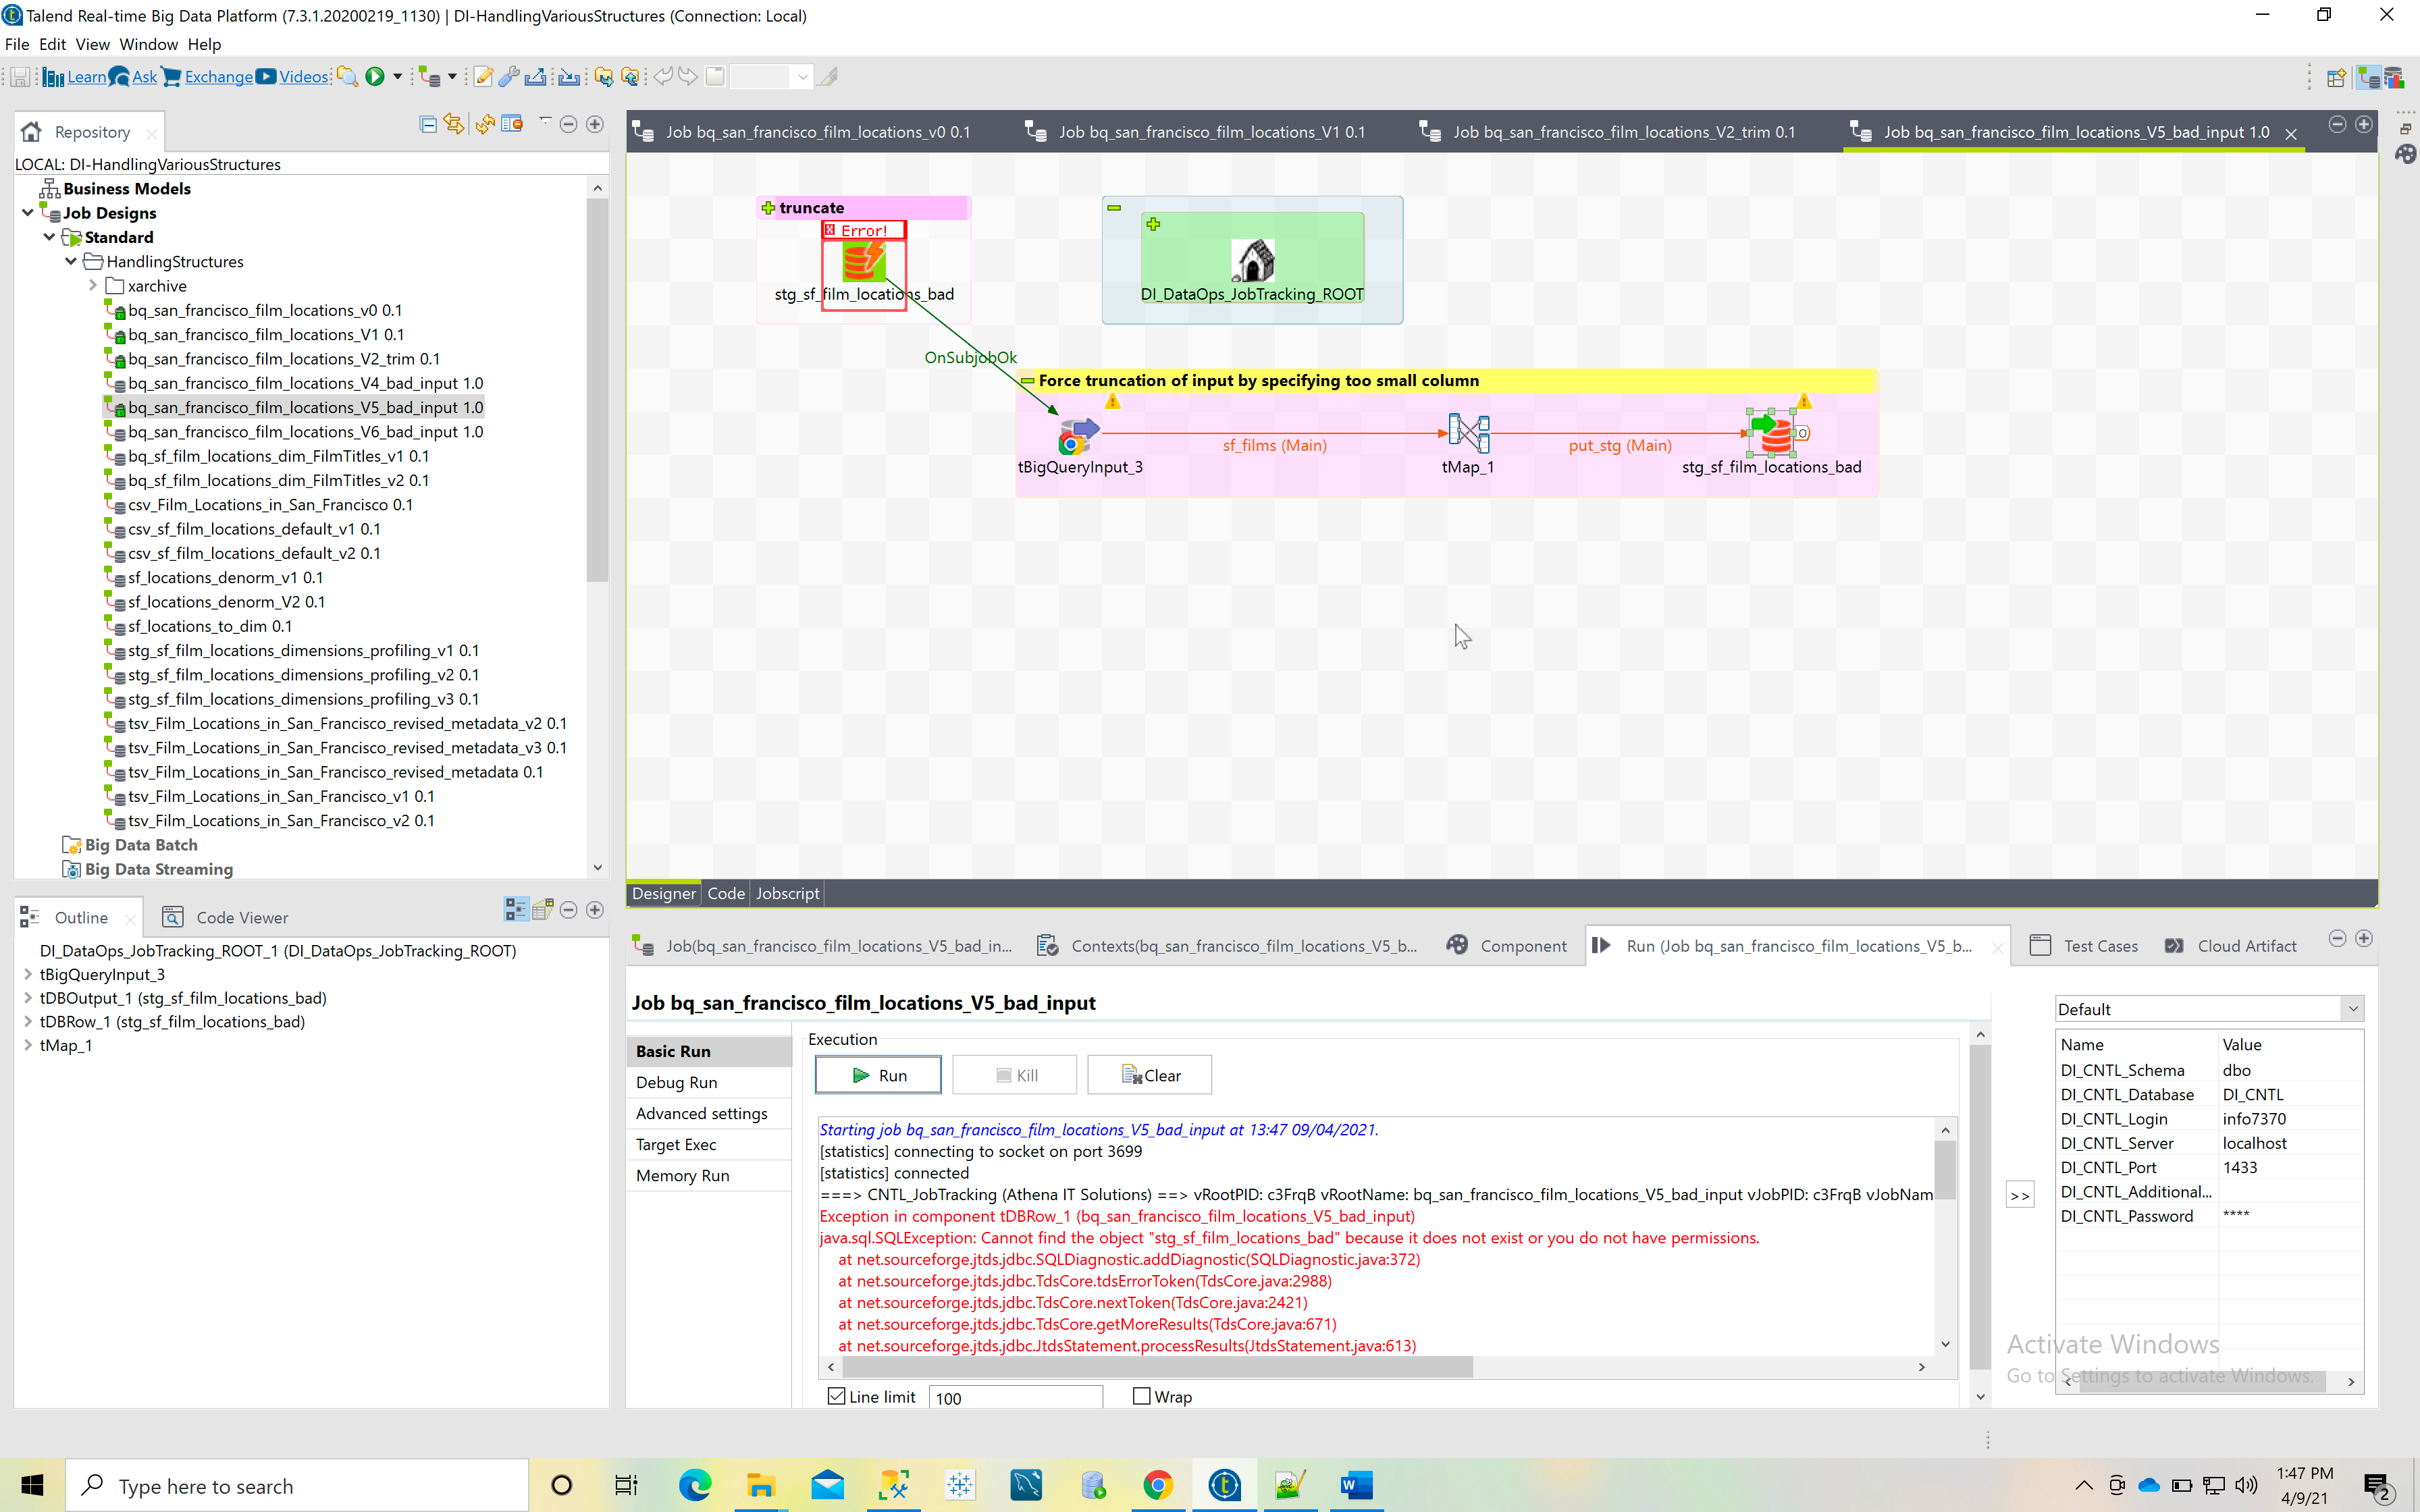 Talend Real-time Big Data Platform (7.3.1.20200219_1130) | DI-HandlingVariousStructures (Connection: Local)
File Edit View Window Help
Learn Ask Exchange Videos
Repository
LOCAL: DI-HandlingVariousStructures
Business Models
Job Designs
Standard
HandlingStructures
xarchive
bq_san_francisco_film_locations_v0 0.1
bq_san_francisco_film_locations_V1 0.1
bq_san_francisco_film_locations_V2_trim 0.1
bq_san_francisco_film_locations_V4_bad_input 1.0
bq_san_francisco_film_locations_V5_bad_input 1.0
bq_san_francisco_film_locations_V6_bad_input 1.0
bq_sf_film_locations_dim_FilmTitles_v1 0.1
bq_sf_film_locations_dim_FilmTitles_v2 0.1
csv_Film_Locations_in_San_Francisco 0.1
csv_sf_film_locations_default_v1 0.1
csv_sf_film_locations_default_v2 0.1
sf_locations_denorm_v1 0.1
sf_locations_denorm_V2 0.1
sf_locations_to_dim 0.1
stg_sf_film_locations_dimensions_profiling_v1 0.1
stg_sf_film_locations_dimensions_profiling_v2 0.1
stg_sf_film_locations_dimensions_profiling_v3 0.1
tsv_Film_Locations_in_San_Francisco_revised_metadata_v2 0.1
tsv_Film_Locations_in_San_Francisco_revised_metadata_v3 0.1
tsv_Film_Locations_in_San_Francisco_revised_metadata 0.1
tsv_Film_Locations_in_San_Francisco_v1 0.1
tsv_Film_Locations_in_San_Francisco_v2 0.1
Big Data Batch
Big Data Streaming
Outline Code Viewer
DI_DataOps_JobTracking_ROOT_1 (DI_DataOps_JobTracking_ROOT)
tBigQueryInput_3
tDBOutput_1 (stg_sf_film_locations_bad)
tDBRow_1 (stg_sf_film_locations_bad)
tMap_1
Job bq_san_francisco_film_locations_v0 0.1 Job bq_san_francisco_film_locations_V1 0.1 Job bq_san_francisco_film_locations_V2_trim 0.1 Job bq_san_francisco_film_locations_V5_bad_input 1.0
truncate
Error!
stg_sf_film_locations_bad
DI_DataOps_JobTracking_ROOT
OnSubjobOk
Force truncation of input by specifying too small column
sf_films (Main)
put_stg (Main)
tBigQueryInput_3
tMap_1
stg_sf_film_locations_bad
Designer Code Jobscript
Job(bq_san_francisco_film_locations_V5_bad_in... Contexts(bq_san_francisco_film_locations_V5_b... Component Run (Job bq_san_francisco_film_locations_V5_b... Test Cases Cloud Artifact
Job bq_san_francisco_film_locations_V5_bad_input
Basic Run
Debug Run
Advanced settings
Target Exec
Memory Run
Execution
Run Kill Clear
Starting job bq_san_francisco_film_locations_V5_bad_input at 13:47 09/04/2021.
[statistics] connecting to socket on port 3699
[statistics] connected
===> CNTL_JobTracking (Athena IT Solutions) ==> vRootPID: c3FrqB vRootName: bq_san_francisco_film_locations_V5_bad_input vJobPID: c3FrqB vJobNam
Exception in component tDBRow_1 (bq_san_francisco_film_locations_V5_bad_input)
java.sql.SQLException: Cannot find the object "stg_sf_film_locations_bad" because it does not exist or you do not have permissions.
at net.sourceforge.jtds.jdbc.SQLDiagnostic.addDiagnostic(SQLDiagnostic.java:372)
at net.sourceforge.jtds.jdbc.TdsCore.tdsErrorToken(TdsCore.java:2988)
at net.sourceforge.jtds.jdbc.TdsCore.nextToken(TdsCore.java:2421)
at net.sourceforge.jtds.jdbc.TdsCore.getMoreResults(TdsCore.java:671)
at net.sourceforge.jtds.jdbc.JtdsStatement.processResults(JtdsStatement.java:613)
Line limit 100 Wrap
>>
Default
Name Value
DI_CNTL_Schema dbo
DI_CNTL_Database DI_CNTL
DI_CNTL_Login info7370
DI_CNTL_Server localhost
DI_CNTL_Port 1433
DI_CNTL_Additional...
DI_CNTL_Password ****
Activate Windows
Go to Settings to activate Windows.
Type here to search
1:47 PM
4/9/21
2